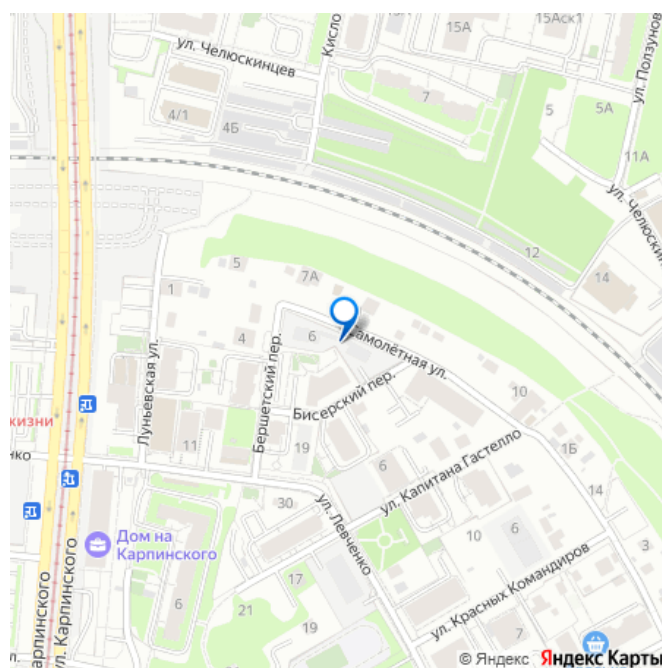 15А
15Аск1
ул. Челюскинцев
Кисло
ул. Ползунов
7
4/1
4Б
5
5А
11А
ул. Челюскин
12
14
5
7А
1
6
Самолётная ул.
4
Луньевская ул.
Бершетский пер.
Бисерский пер.
10
жизни
11
19
1Б
6
ул. Капитана Гастелло
14
нко
30
ул. Левченко
10
6
3
Дом на
Карпинского
ул. Красных Командиров
17
6
21
19
7
Карпинского
ул. Карпинского
© Яндекс Яндекс Карты